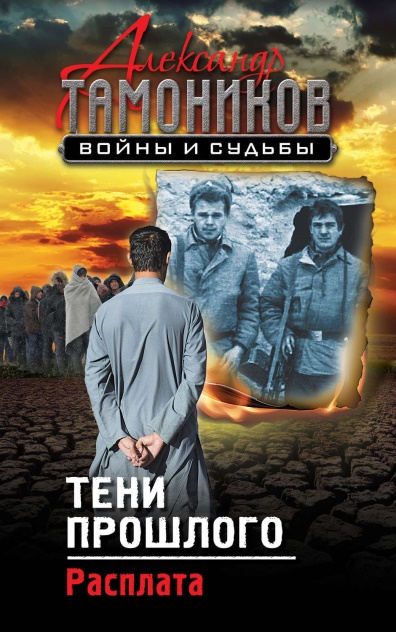 Александр
ТАМОНИКОВ
ВОЙНЫ И СУДЬБЫ
ТЕНИ
ПРОШЛОГО
Расплата